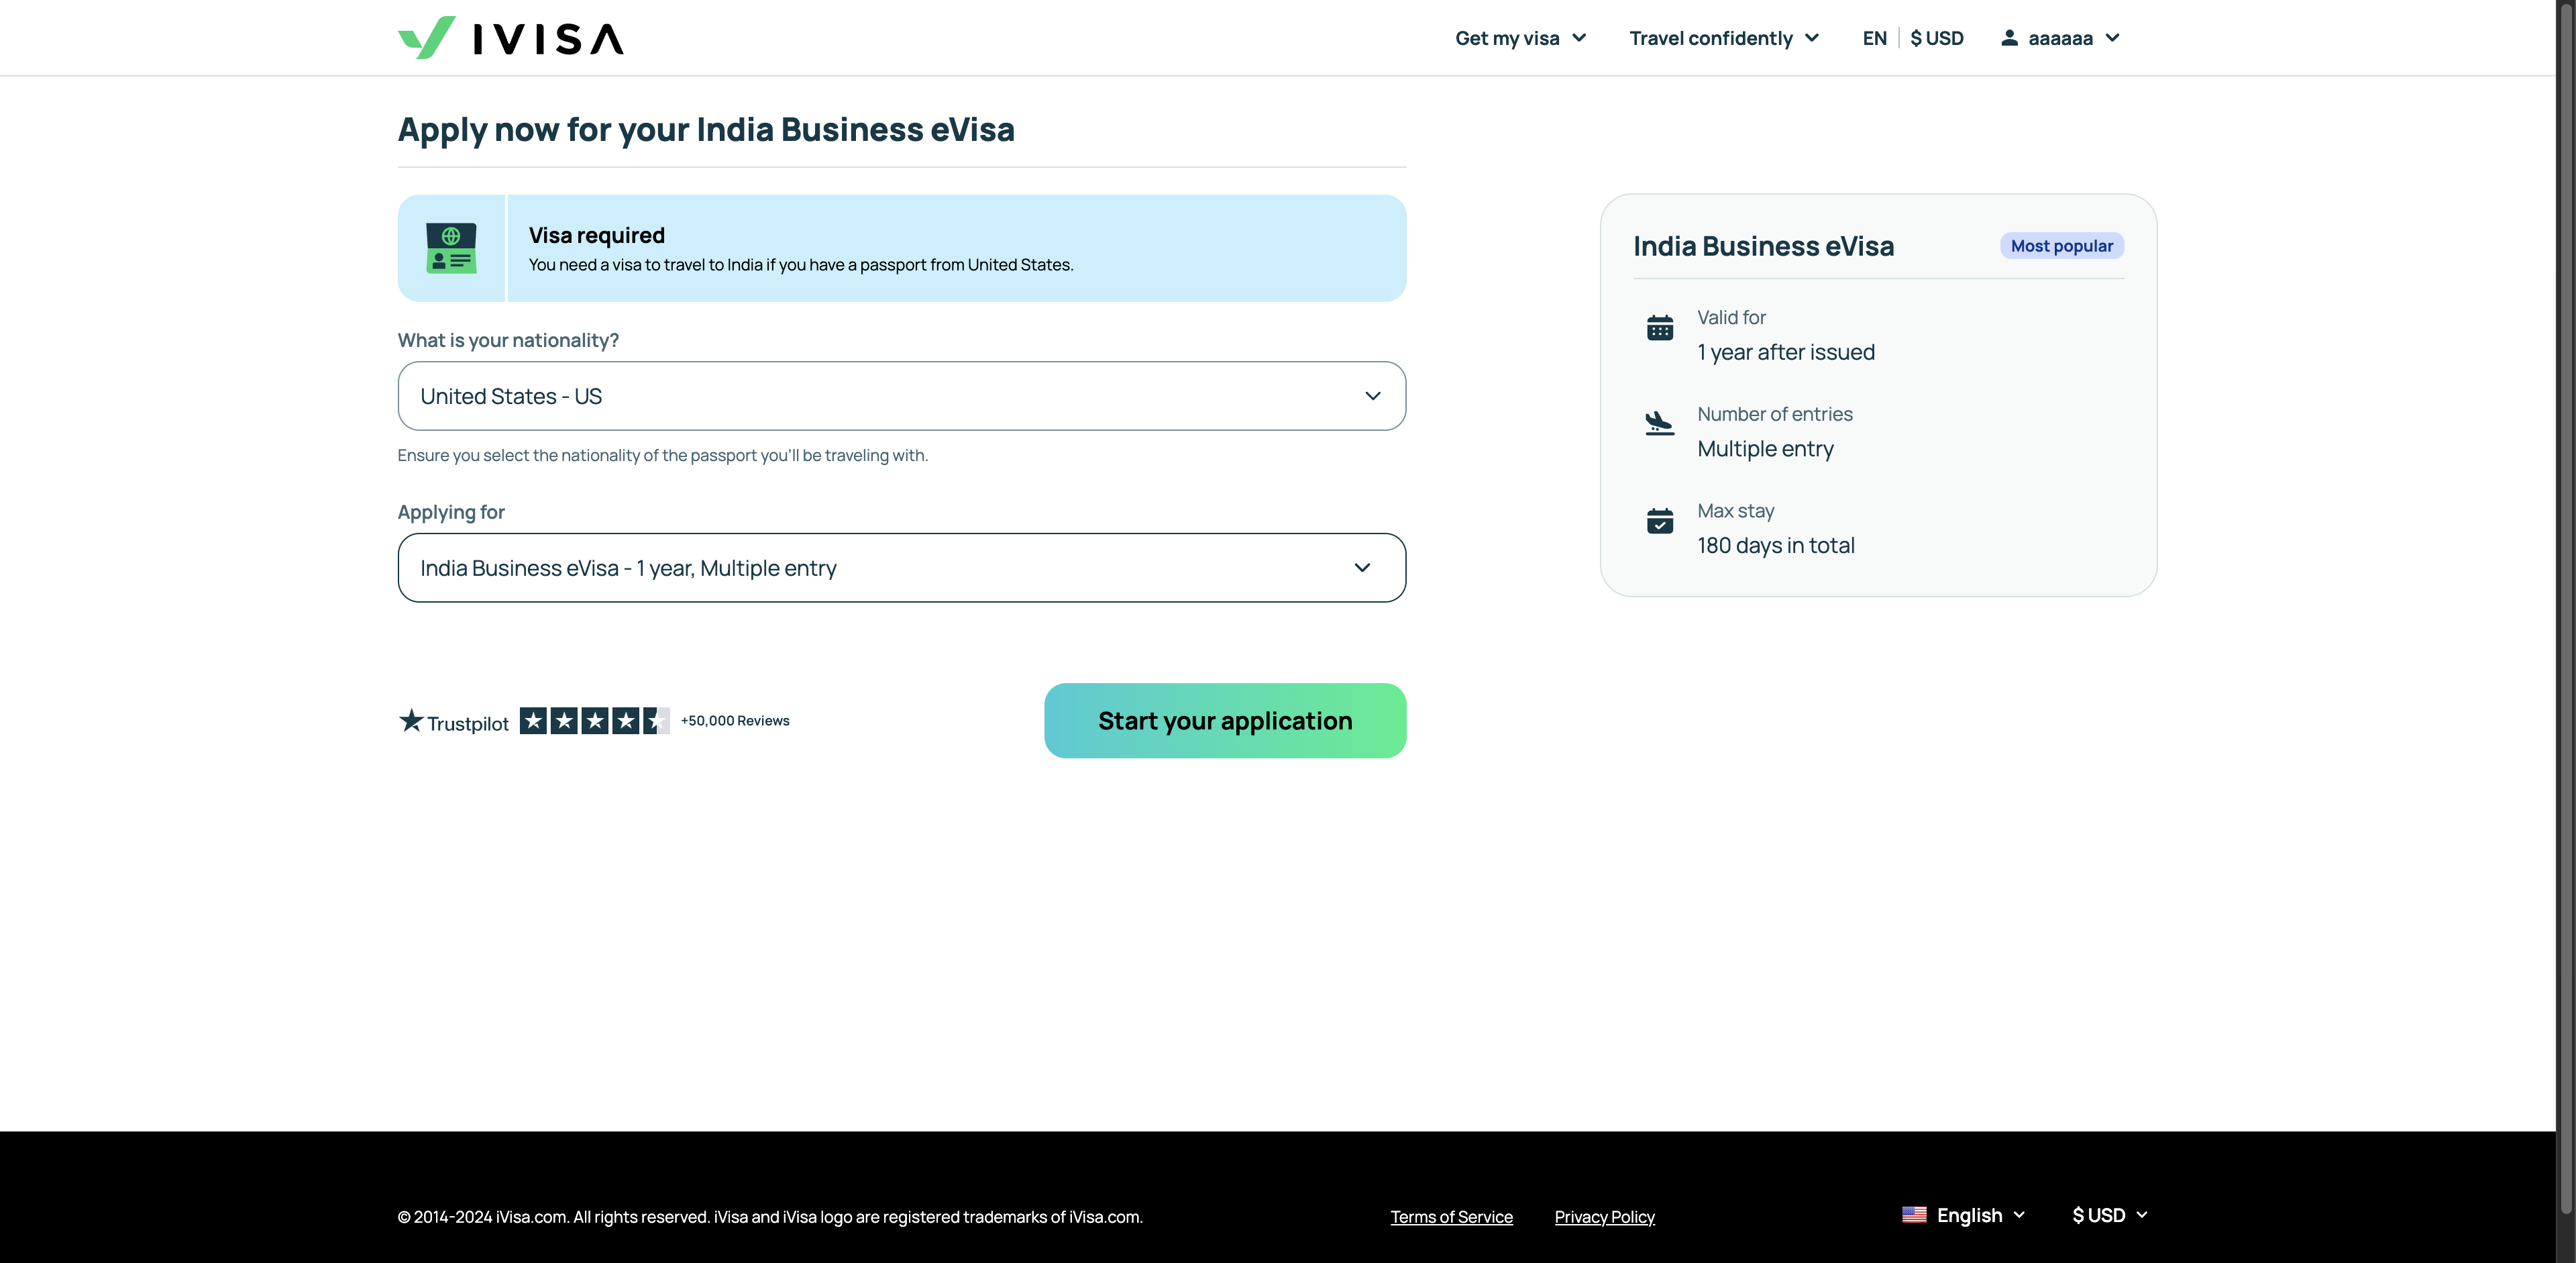 IVISA
Get my visa
Travel confidently
EN
$ USD
aaaaaa
Apply now for your India Business eVisa
Visa required
You need a visa to travel to India if you have a passport from United States.
What is your nationality?
United States - US
Ensure you select the nationality of the passport you'll be traveling with.
Applying for
India Business eVisa - 1 year, Multiple entry
Trustpilot
+50,000 Reviews
Start your application
India Business eVisa
Most popular
Valid for
1 year after issued
Number of entries
Multiple entry
Max stay
180 days in total
© 2014-2024 iVisa.com. All rights reserved. iVisa and iVisa logo are registered trademarks of iVisa.com.
Terms of Service
Privacy Policy
English
$ USD